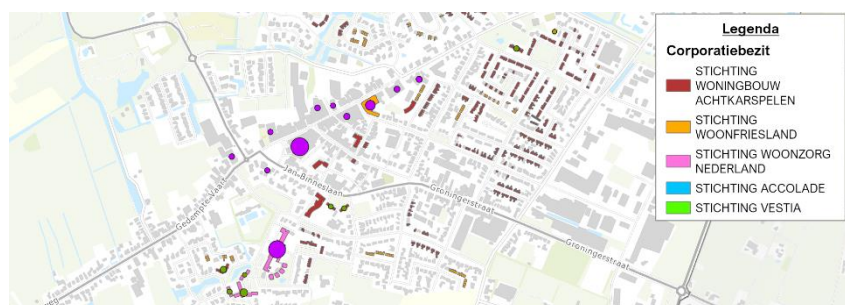 Legenda
Corporatiebezit
STICHTING
WONINGBOUW
ACHTKARSPELEN
STICHTING
WOONFRIESLAND
STICHTING WOONZORG
NEDERLAND
STICHTING ACCOLADE
STICHTING VESTIA
Jan-Binneslaan
Groningerstraat
Gedempte-Vaart
Groningerstraat
eg